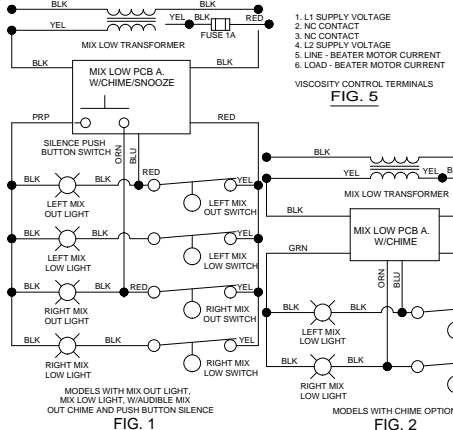 BLK BLK
YEL YEL BLK RED
FUSE 1A
MIX LOW TRANSFORMER
BLK BLK
MIX LOW PCB A.
W/CHIME/SNOOZE
PRP RED
SILENCE PUSH
BUTTON SWITCH
ORN
BLU
RED
BLK BLK YEL
LEFT MIX
OUT LIGHT
LEFT MIX
OUT SWITCH
BLK BLK YEL
LEFT MIX
LOW LIGHT
LEFT MIX
LOW SWITCH
BLK BLK RED YEL
RIGHT MIX
OUT LIGHT
RIGHT MIX
OUT SWITCH
BLK BLK YEL
RIGHT MIX
LOW LIGHT
RIGHT MIX
LOW SWITCH
MODELS WITH MIX OUT LIGHT,
MIX LOW LIGHT, W/AUDIBLE MIX
OUT CHIME AND PUSH BUTTON SILENCE
FIG. 1
1. L1 SUPPLY VOLTAGE
2. NC CONTACT
3. NC CONTACT
4. L2 SUPPLY VOLTAGE
5. LINE - BEATER MOTOR CURRENT
6. LOAD - BEATER MOTOR CURRENT
VISCOSITY CONTROL TERMINALS
FIG. 5
BLK
YEL YEL
MIX LOW TRANSFORMER
BLK
MIX LOW PCB A.
W/CHIME
GRN
ORN
BLU
BLK BLK
LEFT MIX
LOW LIGHT
BLK BLK
RIGHT MIX
LOW LIGHT
MODELS WITH CHIME OPTION
FIG. 2